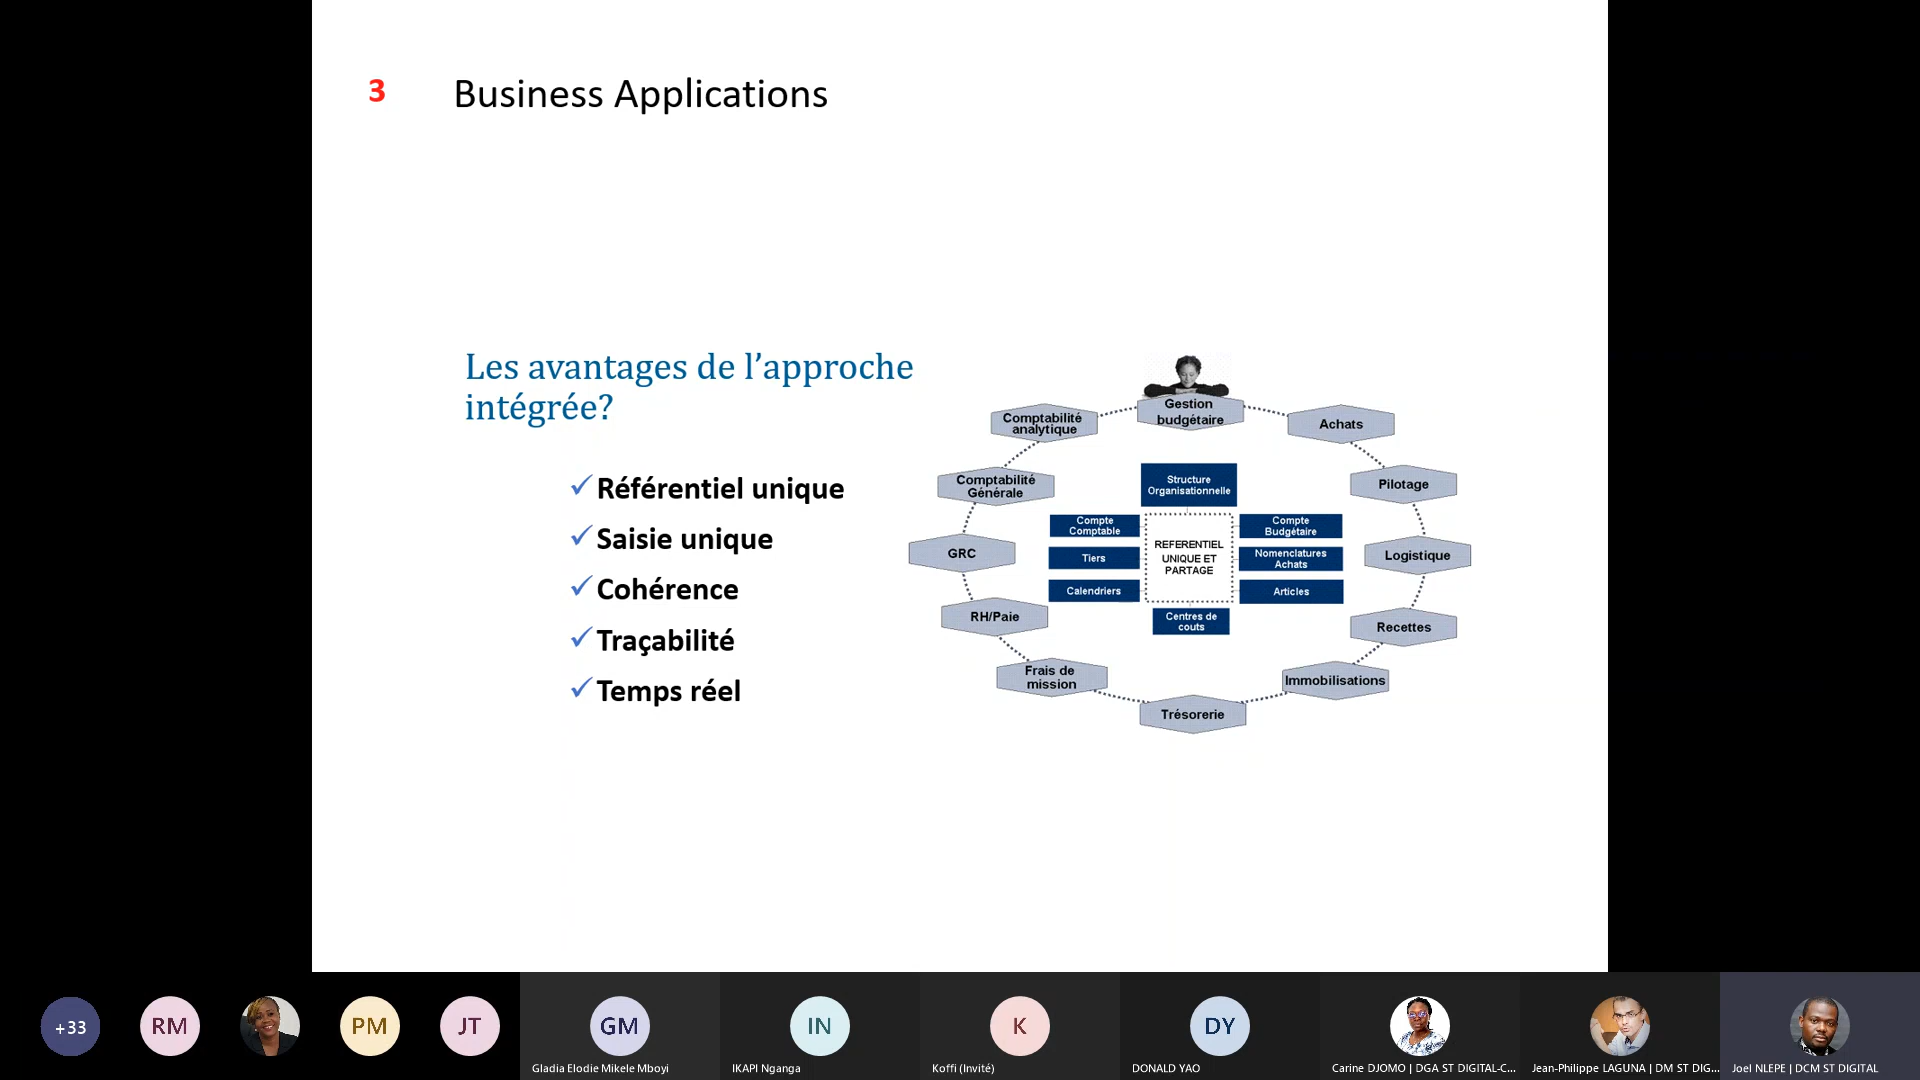 3
Business Applications
Les avantages de l’approche
intégrée?
Référentiel unique
Saisie unique
Cohérence
Traçabilité
Temps réel
Gestion
budgétaire
Comptabilité
analytique
Achats
Comptabilité
Générale
Pilotage
Structure
Organisationnelle
Compte
Comptable
Compte
Budgétaire
GRC
Tiers
REFERENTIEL
UNIQUE ET
PARTAGE
Nomenclatures
Achats
Logistique
Calendriers
Articles
RH/Paie
Centres de
couts
Recettes
Frais de
mission
Immobilisations
Trésorerie
+33
RM
PM
JT
GM
IN
K
DY
Gladia Elodie Mikele Mboyi
IKAPI Nganga
Koffi (Invité)
DONALD YAO
Carine DJOMO | DGA ST DIGITAL-C...
Jean-Philippe LAGUNA | DM ST DIG...
Joel NLEPE | DCM ST DIGITAL